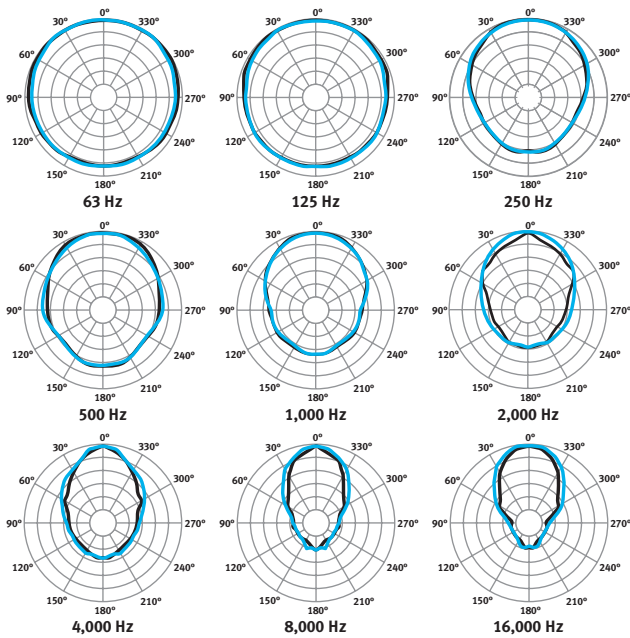 0° 0° 0°
30° 330° 30° 330° 30° 330°
60° 300° 60° 300° 60° 300°
90° 270° 90° 270° 90° 270°
120° 240° 120° 240° 120° 240°
150° 210° 150° 210° 150° 210°
180° 180° 180°
63 Hz 125 Hz 250 Hz
0° 0° 0°
30° 330° 30° 330° 30° 330°
60° 300° 60° 300° 60° 300°
90° 270° 90° 270° 90° 270°
120° 240° 120° 240° 120° 240°
150° 210° 150° 210° 150° 210°
180° 180° 180°
500 Hz 1,000 Hz 2,000 Hz
0° 0° 0°
30° 330° 30° 330° 30° 330°
60° 300° 60° 300° 60° 300°
90° 270° 90° 270° 90° 270°
120° 240° 120° 240° 120° 240°
150° 210° 150° 210° 150° 210°
180° 180° 180°
4,000 Hz 8,000 Hz 16,000 Hz